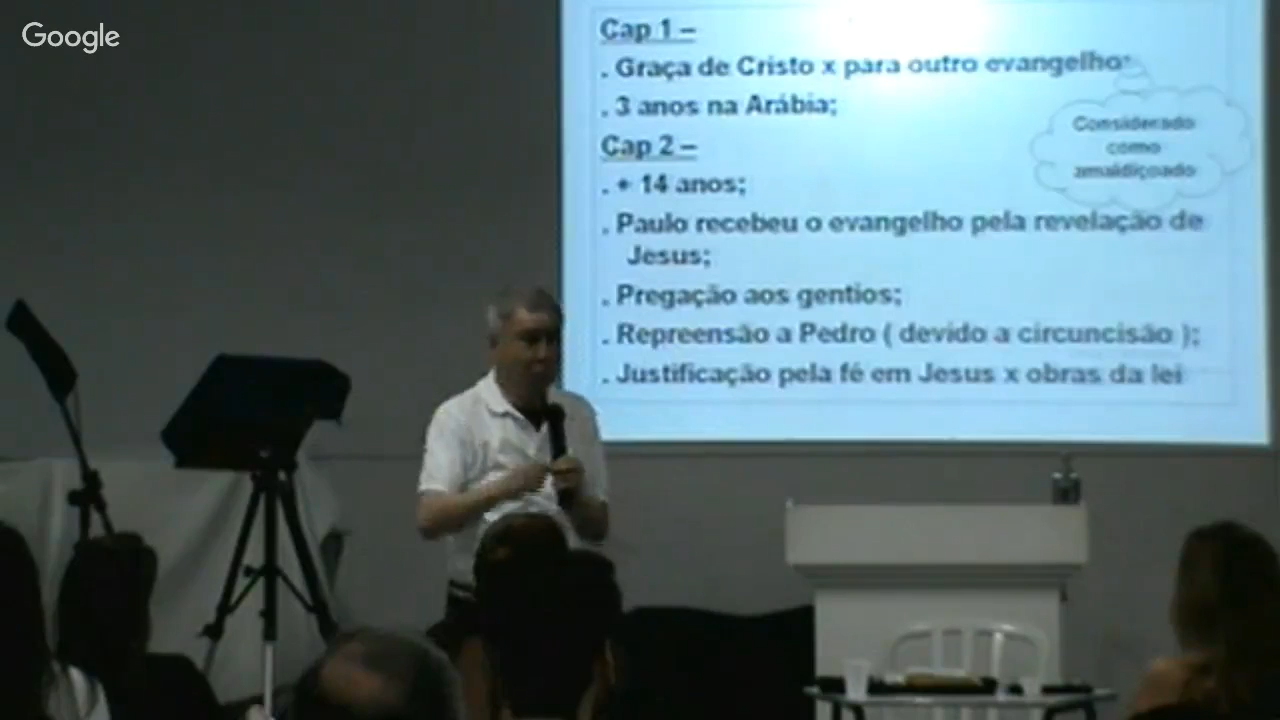 Google
Cap 1 –
. Graça de Cristo x para outro evangelho:
. 3 anos na Arábia;
Considerado
como
amaldiçoado
Cap 2 –
. + 14 anos;
. Paulo recebeu o evangelho pela revelação de
Jesus;
. Pregação aos gentios;
. Repreensão a Pedro ( devido a circuncisão );
. Justificação pela fé em Jesus x obras da lei